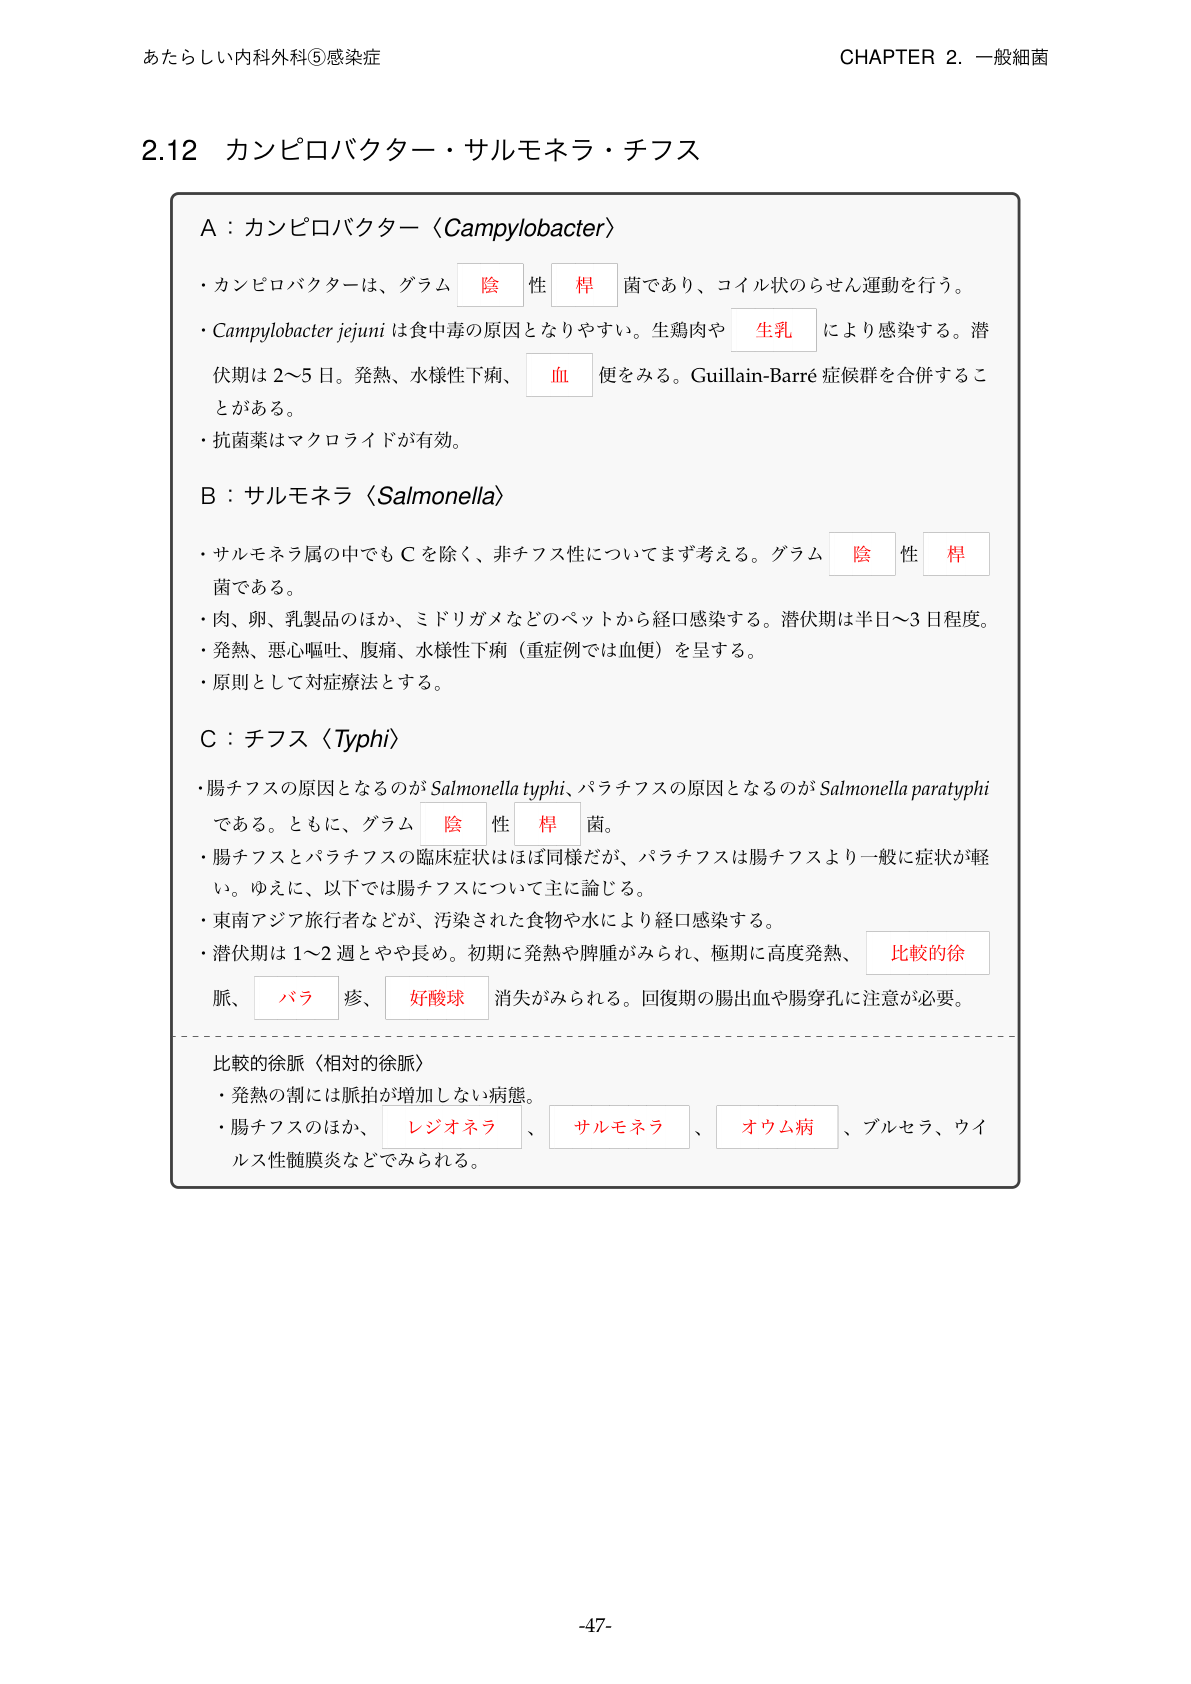 あたらしい内科外科⑤感染症 CHAPTER 2. 一般細菌
2.12 カンピロバクター・サルモネラ・チフス
A：カンピロバクター〈Campylobacter〉
・カンピロバクターは、グラム 陰 性 桿 菌であり、コイル状のらせん運動を行う。
・Campylobacter jejuni は食中毒の原因となりやすい。生鶏肉や 生乳 により感染する。潜
伏期は 2〜5 日。発熱、水様性下痢、 血 便をみる。Guillain-Barré 症候群を合併するこ
とがある。
・抗菌薬はマクロライドが有効。
B：サルモネラ〈Salmonella〉
・サルモネラ属の中でも C を除く、非チフス性についてまず考える。グラム 陰 性 桿
菌である。
・肉、卵、乳製品のほか、ミドリガメなどのペットから経口感染する。潜伏期は半日〜3 日程度。
・発熱、悪心嘔吐、腹痛、水様性下痢（重症例では血便）を呈する。
・原則として対症療法とする。
C：チフス〈Typhi〉
・腸チフスの原因となるのが Salmonella typhi、パラチフスの原因となるのが Salmonella paratyphi
である。ともに、グラム 陰 性 桿 菌。
・腸チフスとパラチフスの臨床症状はほぼ同様だが、パラチフスは腸チフスより一般に症状が軽
い。ゆえに、以下では腸チフスについて主に論じる。
・東南アジア旅行者などが、汚染された食物や水により経口感染する。
・潜伏期は 1〜2 週とやや長め。初期に発熱や脾腫がみられ、極期に高度発熱、 比較的徐
脈、 バラ 疹、 好酸球 消失がみられる。回復期の腸出血や腸穿孔に注意が必要。
比較的徐脈〈相対的徐脈〉
・発熱の割には脈拍が増加しない病態。
・腸チフスのほか、 レジオネラ 、 サルモネラ 、 オウム病 、ブルセラ、ウイ
ルス性髄膜炎などでみられる。
-47-